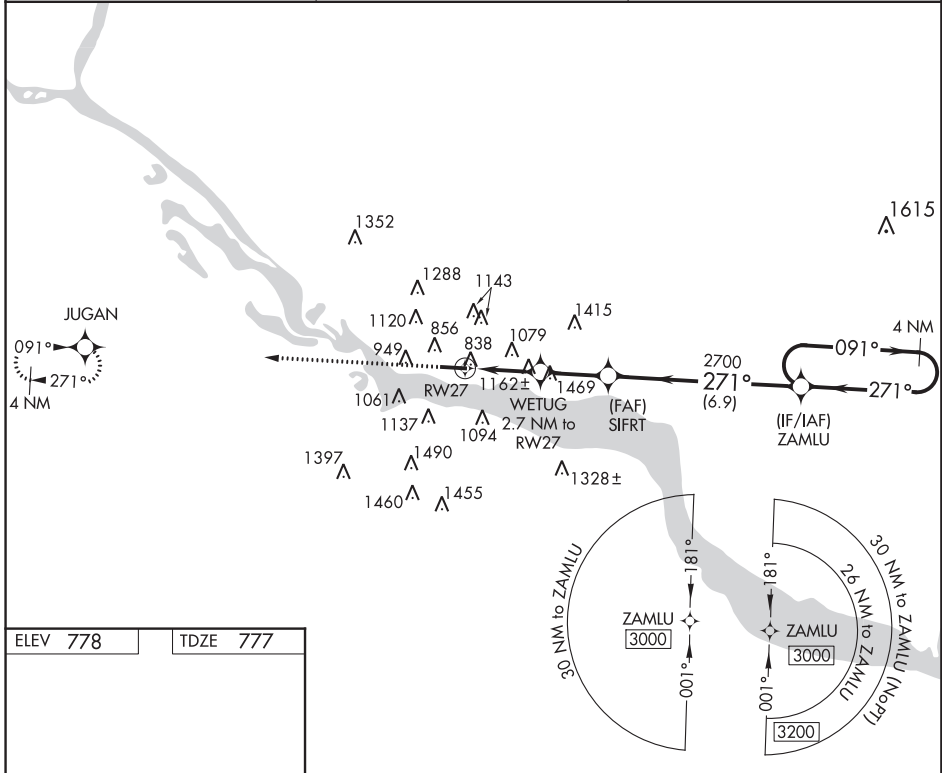 1615
1352
1288
1143
JUGAN
1120
856
1415
4 NM
091°
949
838
1079
2700
091°
271°
RW27
1162±
1469
271°
271°
4 NM
1061
WETUG
(FAF)
(6.9)
(IF/IAF)
1137
1094
2.7 NM to
SIFRT
ZAMLU
RW27
1397
1490
1328±
1460
1455
30 NM to ZAMLU
181°
ZAMLU
3000
001°
181°
ZAMLU
3000
001°
26 NM to ZAMLU
30 NM to ZAMLU (NoPT)
3200
ELEV 778
TDZE 777